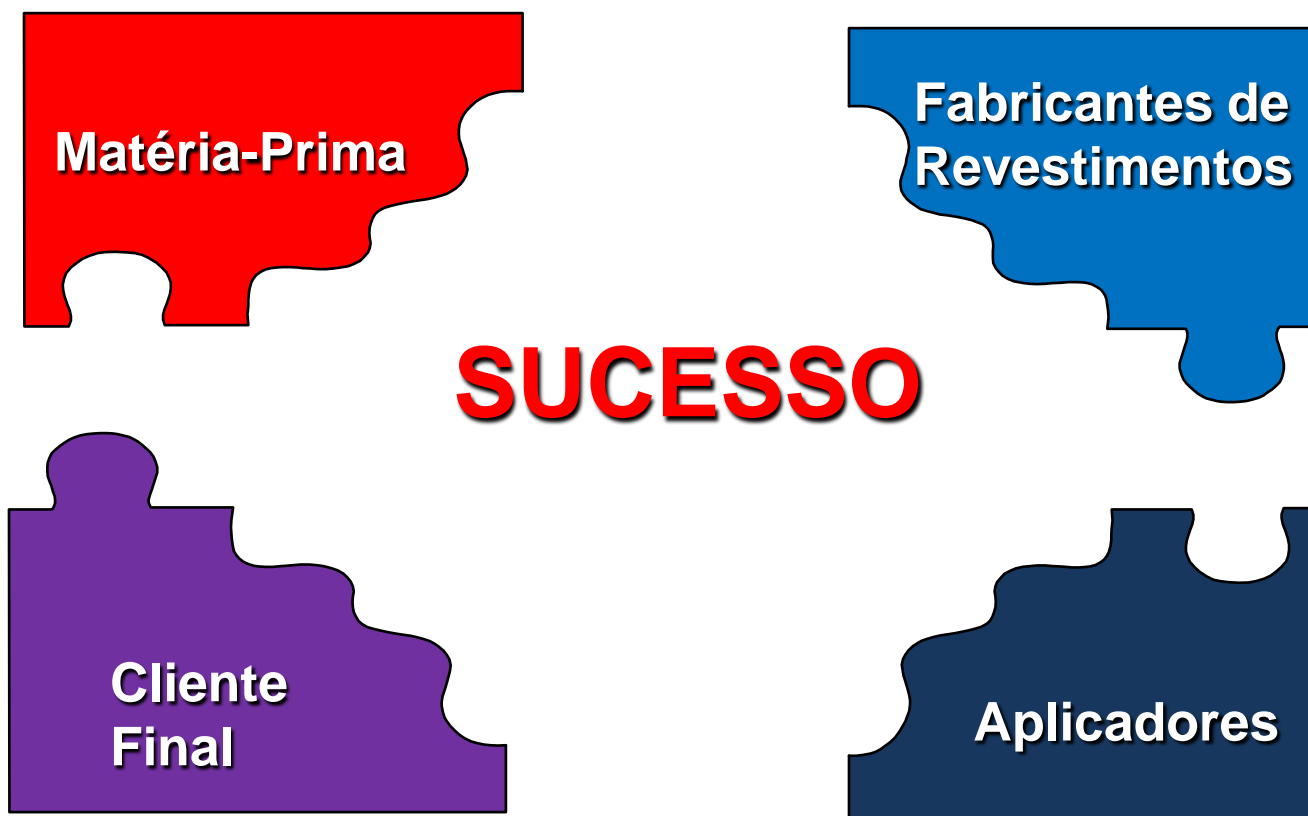 Matéria-Prima
Fabricantes de
Revestimentos
SUCESSO
Cliente
Final
Aplicadores